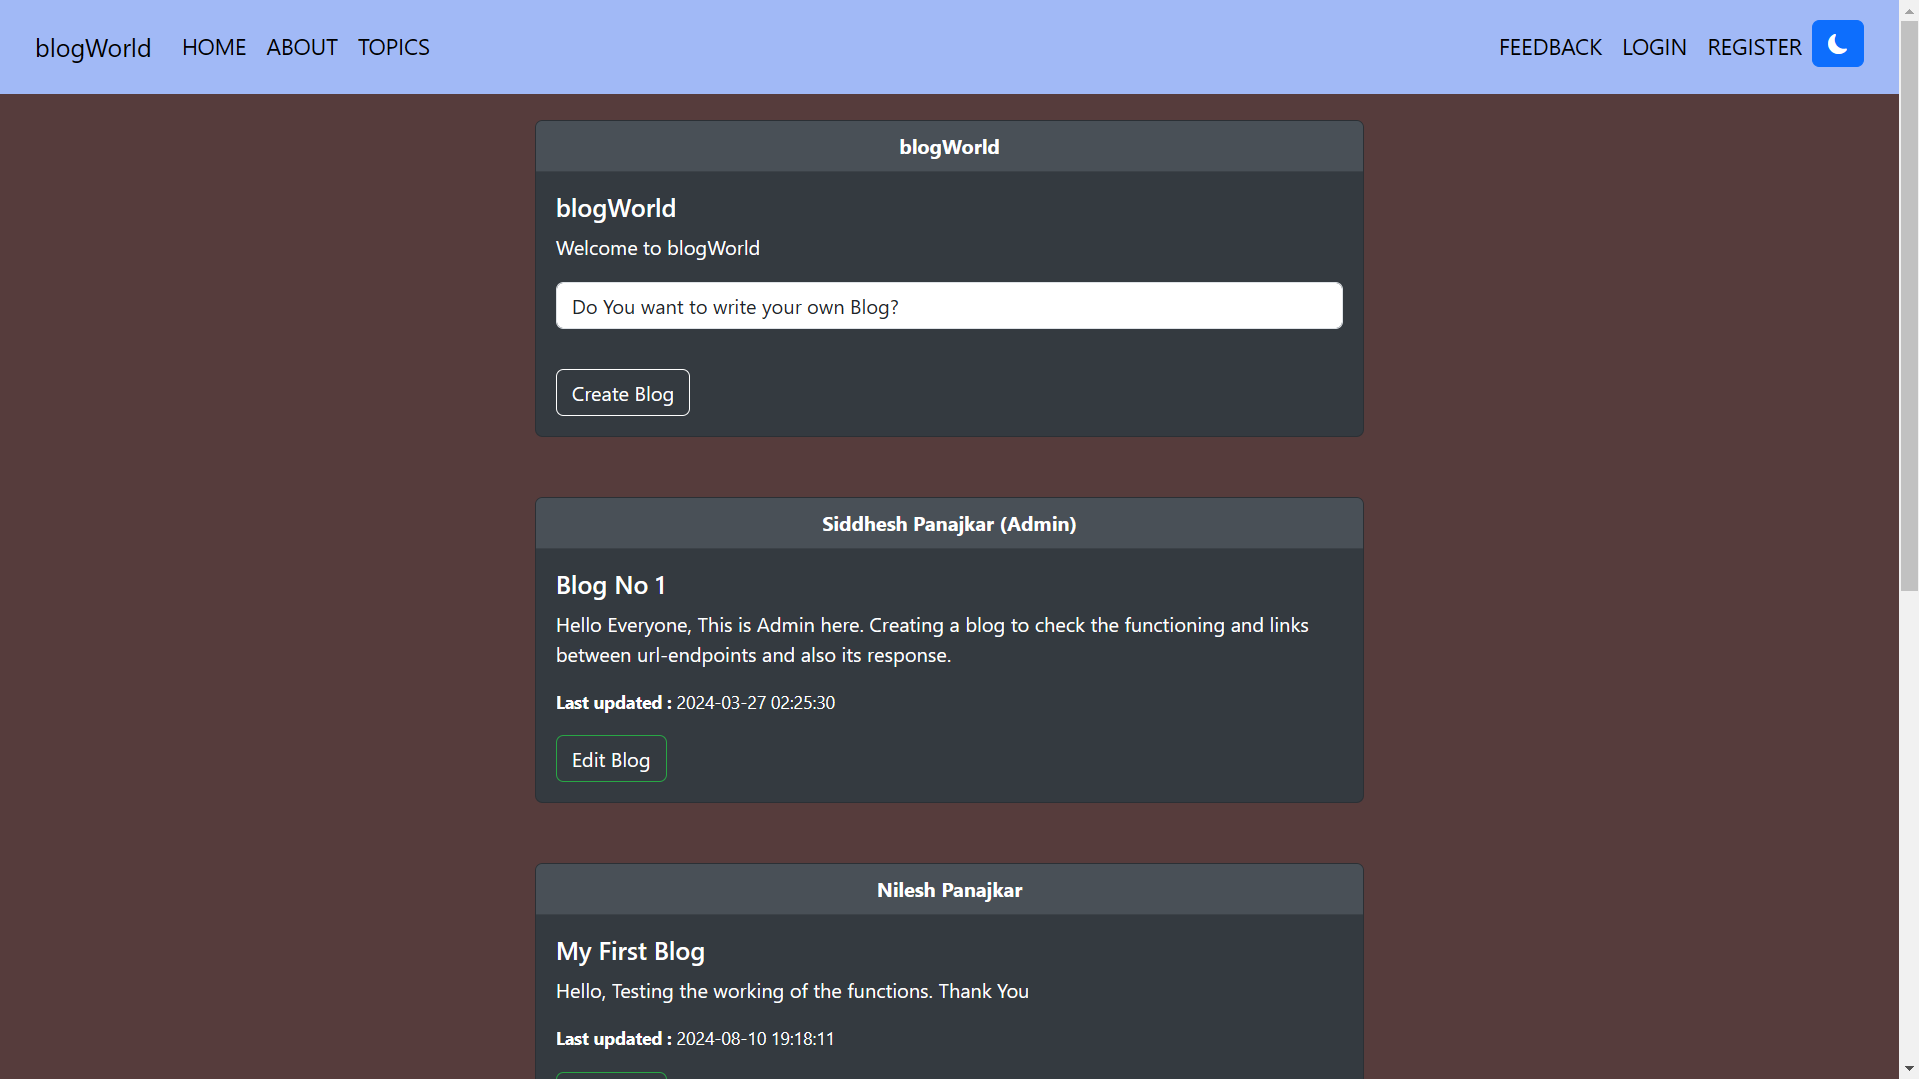 blogWorld HOME ABOUT TOPICS FEEDBACK LOGIN REGISTER
blogWorld
blogWorld
Welcome to blogWorld
Do You want to write your own Blog?
Create Blog
Siddhesh Panajkar (Admin)
Blog No 1
Hello Everyone, This is Admin here. Creating a blog to check the functioning and links
between url-endpoints and also its response.
Last updated : 2024-03-27 02:25:30
Edit Blog
Nilesh Panajkar
My First Blog
Hello, Testing the working of the functions. Thank You
Last updated : 2024-08-10 19:18:11